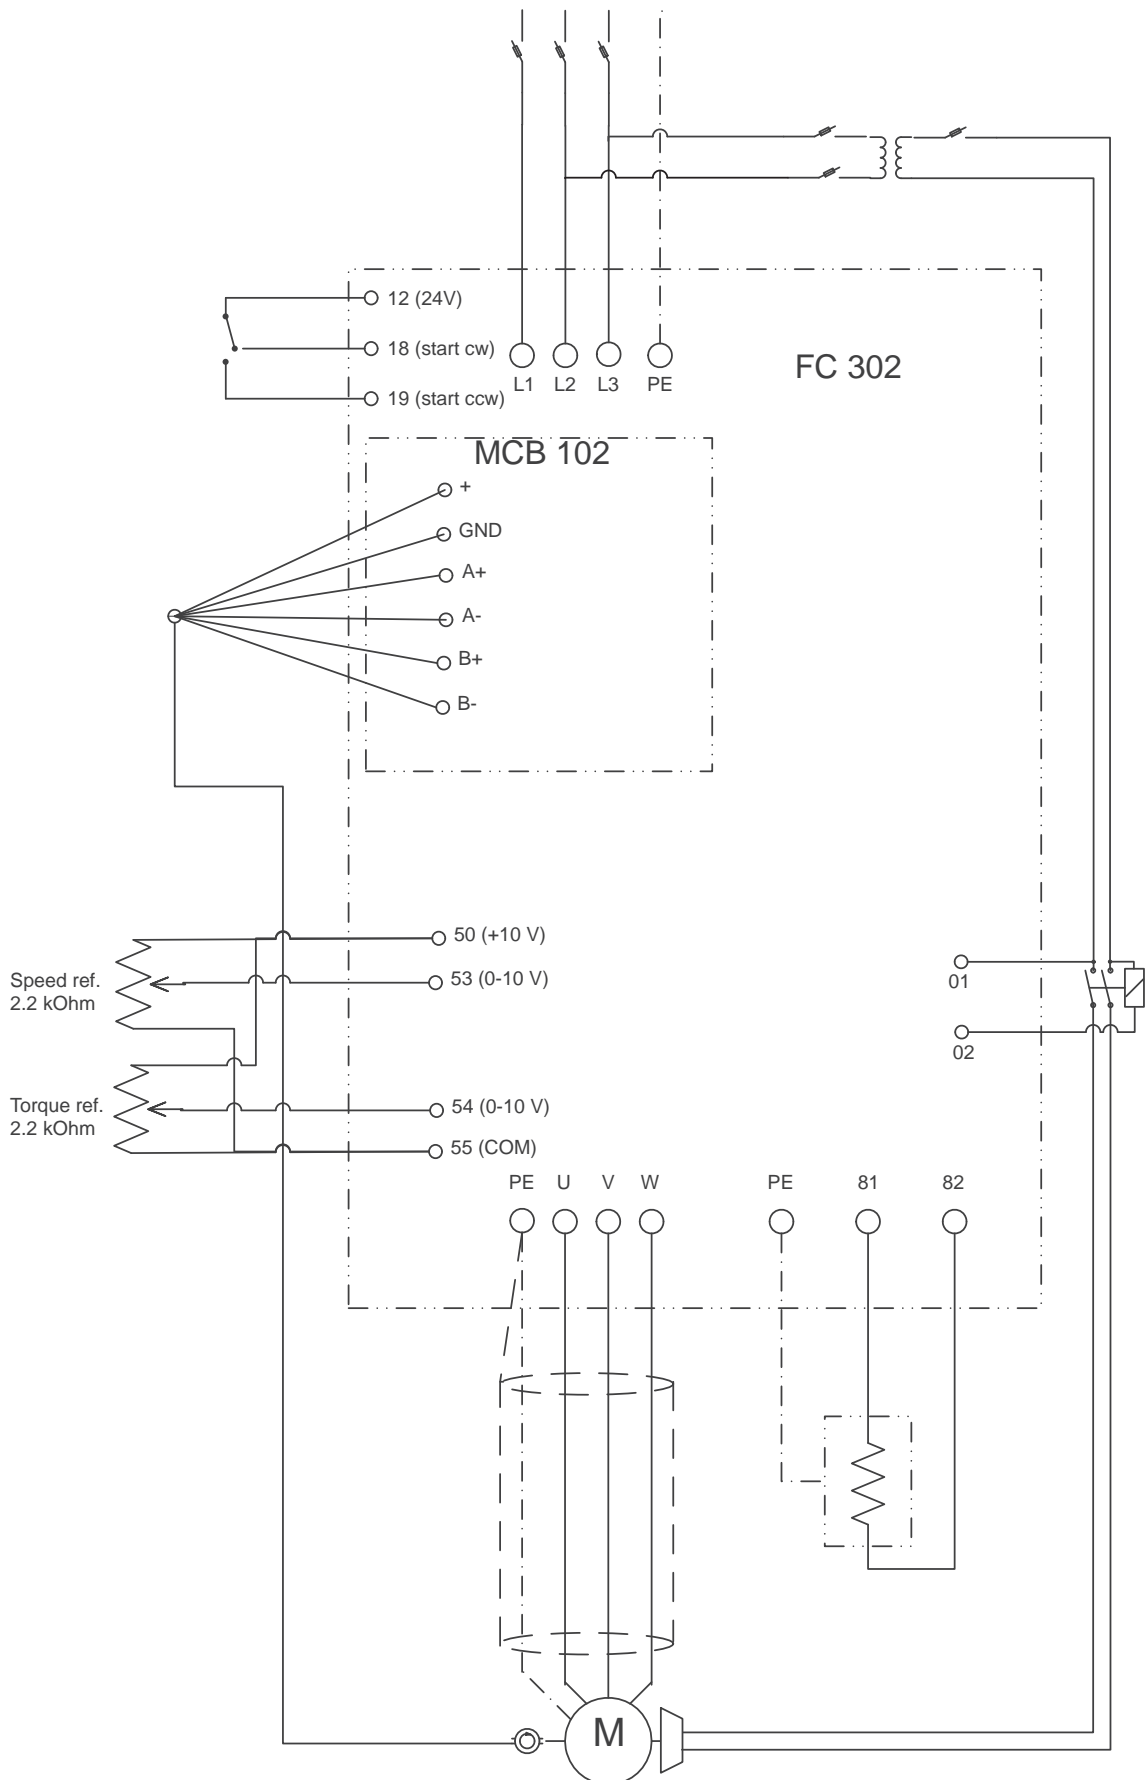 12 (24V)
18 (start cw)
19 (start ccw)
L1
L2
L3
PE
FC 302
MCB 102
+
GND
A+
A-
B+
B-
50 (+10 V)
Speed ref.
2.2 kOhm
53 (0-10 V)
01
02
Torque ref.
2.2 kOhm
54 (0-10 V)
55 (COM)
PE
U
V
W
PE
81
82
M